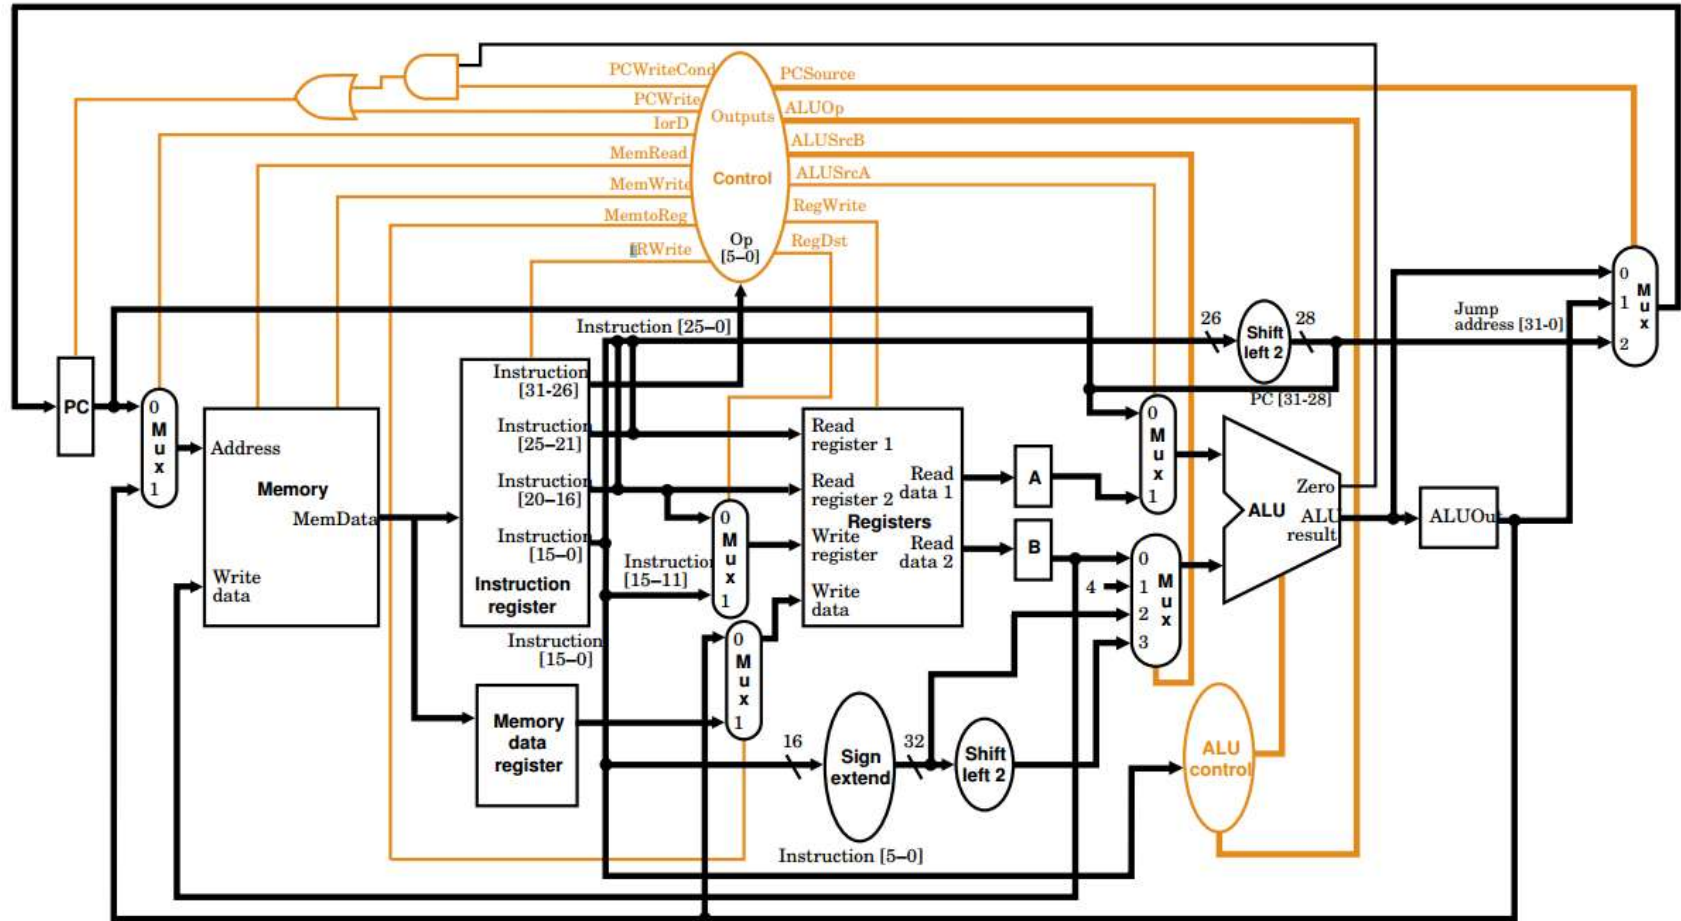 PCWriteCond
PCSource
PCWrite
ALUOp
IorD
Outputs
ALUSrcB
MemRead
ALUSrcA
Control
MemWrite
RegWrite
MemtoReg
Op
[5–0]
RegDst
IRWrite
0
1
2
M
u
x
Jump
address [31-0]
Instruction [25–0]
26
Shift
left 2
28
PC [31-28]
PC
0
M
u
x
1
Address
Memory
MemData
Write
data
Instruction
[31-26]
Instruction
[25–21]
Instruction
[20–16]
Instruction
[15–0]
Instruction
register
Instruction
[15–11]
0
M
u
x
1
Read
register 1
Read
register 2
Registers
Write
register
Write
data
Read
data 1
Read
data 2
A
B
0
M
u
x
1
0
4
1
2
3
M
u
x
Zero
ALU
ALU
result
ALUOut
Instruction
[15–0]
0
M
u
x
1
Memory
data
register
16
Sign
extend
32
Shift
left 2
ALU
control
Instruction [5–0]